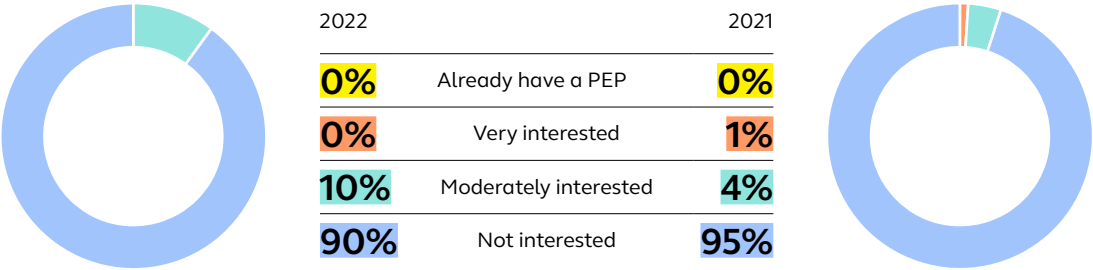 2022 2021
0% Already have a PEP 0%
0% Very interested 1%
10% Moderately interested 4%
90% Not interested 95%